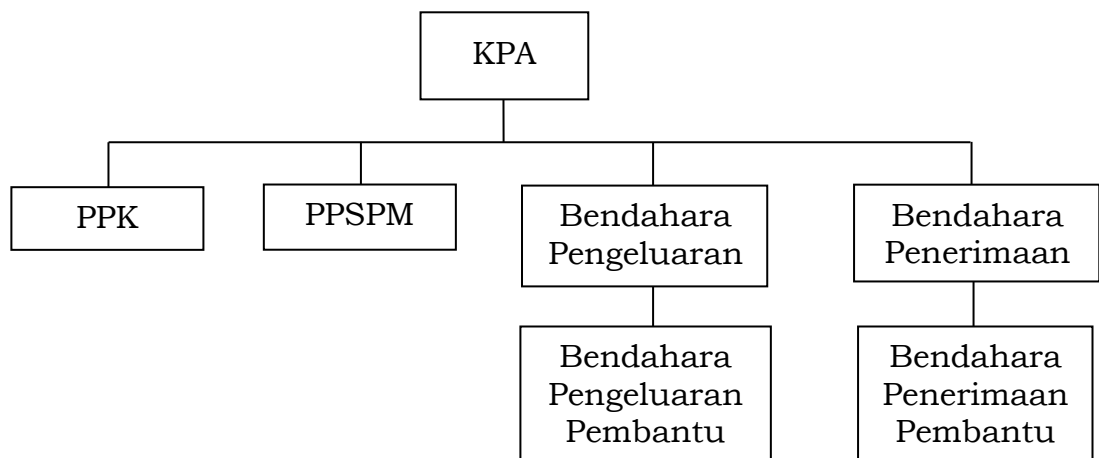 KPA
PPK
PPSPM
Bendahara
Pengeluaran
Bendahara
Penerimaan
Bendahara
Pengeluaran
Pembantu
Bendahara
Penerimaan
Pembantu